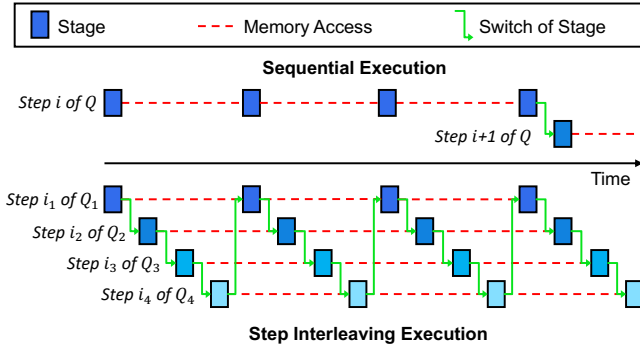 Stage Memory Access Switch of Stage
Sequential Execution
Step i of Q
Step i+1 of Q
Time
Step i₁ of Q₁
Step i₂ of Q₂
Step i₃ of Q₃
Step i₄ of Q₄
Step Interleaving Execution